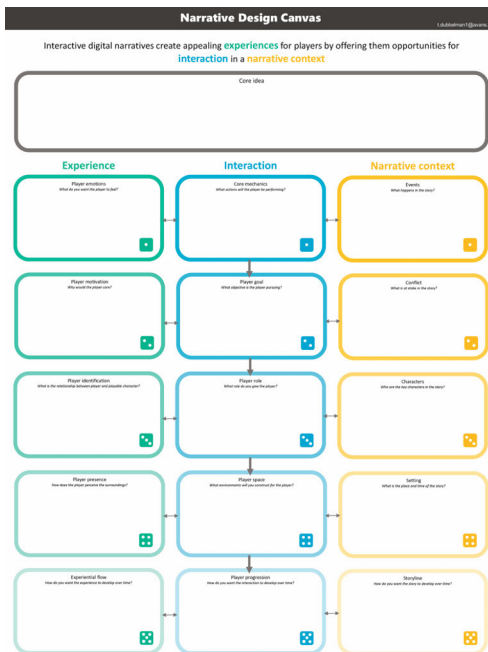 Narrative Design Canvas
t.dubbelman1@avans.
Interactive digital narratives create appealing experiences for players by offering them opportunities for
interaction in a narrative context
Core idea
Experience
Interaction
Narrative context
Player emotions
What do you want the player to feel?
Core mechanics
What actions will the player be performing?
Events
What happens in the story?
Player motivation
Why would the player care?
Player goal
What objective is the player pursuing?
Conflict
What is at stake in the story?
Player identification
What is the relationship between player and playable character?
Player role
What role do you give the player?
Characters
Who are the key characters in the story?
Player presence
How does the player perceive the surroundings?
Player space
What environments will you construct for the player?
Setting
What is the place and time of the story?
Experiential flow
How do you want the experience to develop over time?
Player progression
How do you want the interaction to develop over time?
Storyline
How do you want the story to develop over time?